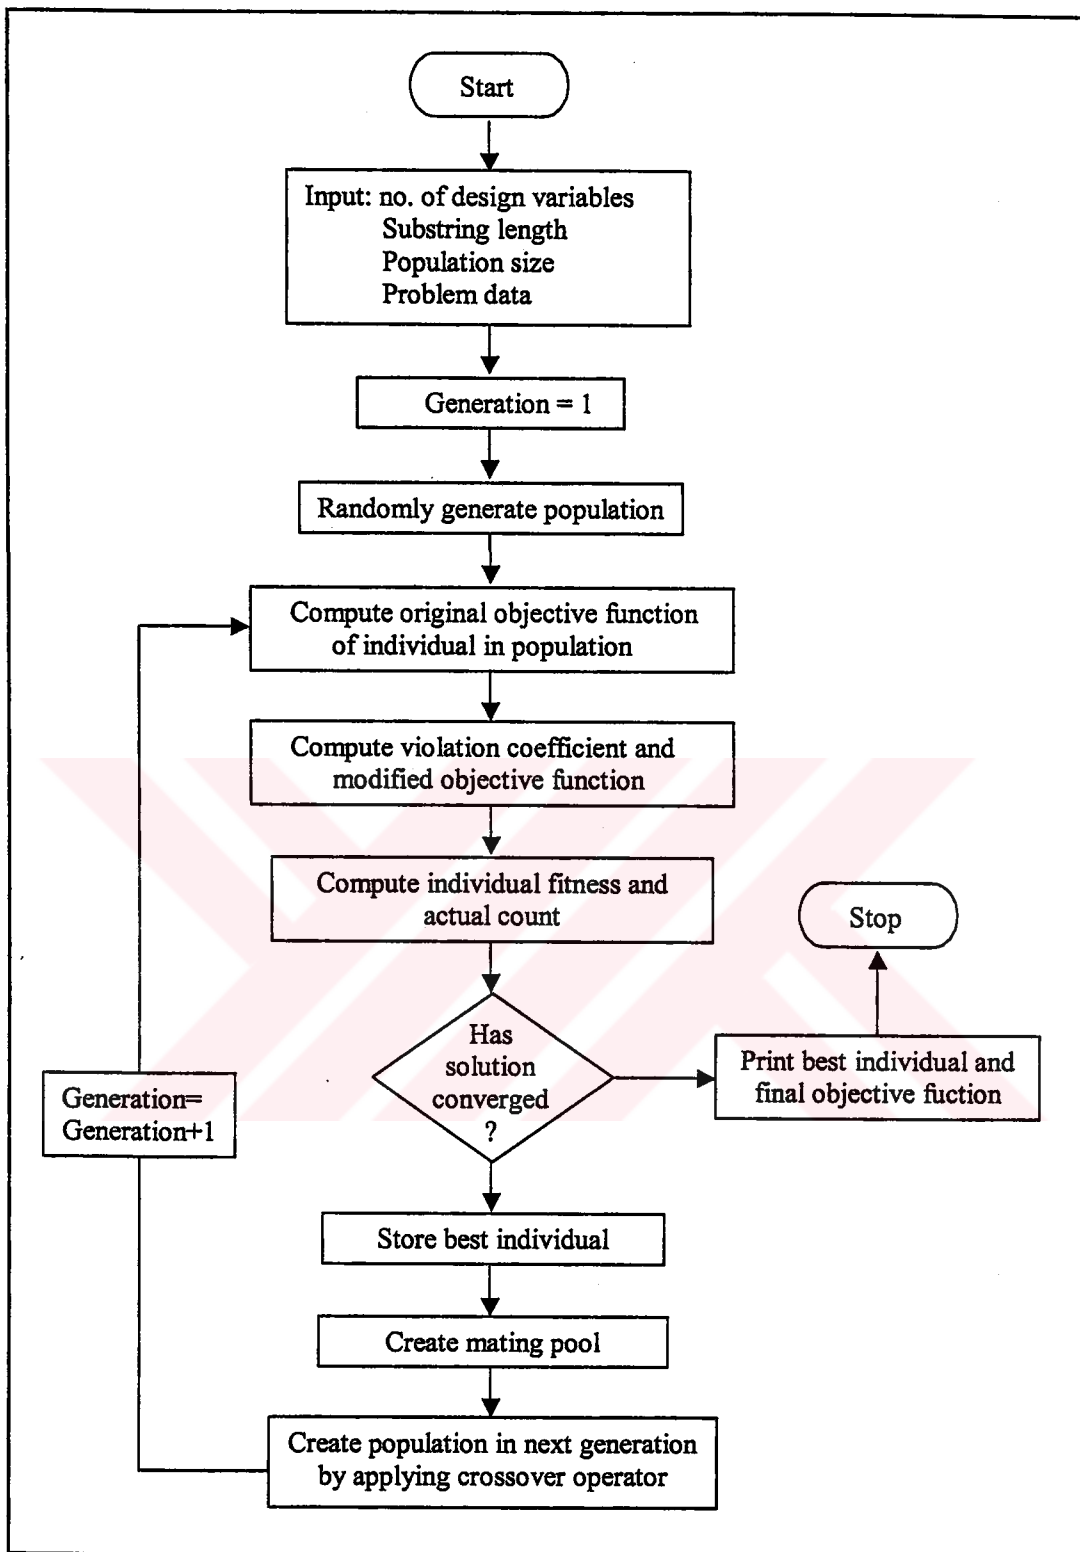 Start
Input: no. of design variables
Substring length
Population size
Problem data
Generation = 1
Randomly generate population
Compute original objective function
of individual in population
Compute violation coefficient and
modified objective function
Compute individual fitness and
actual count
Stop
Has
solution
converged
?
Print best individual and
final objective fuction
Generation=
Generation+1
Store best individual
Create mating pool
Create population in next generation
by applying crossover operator